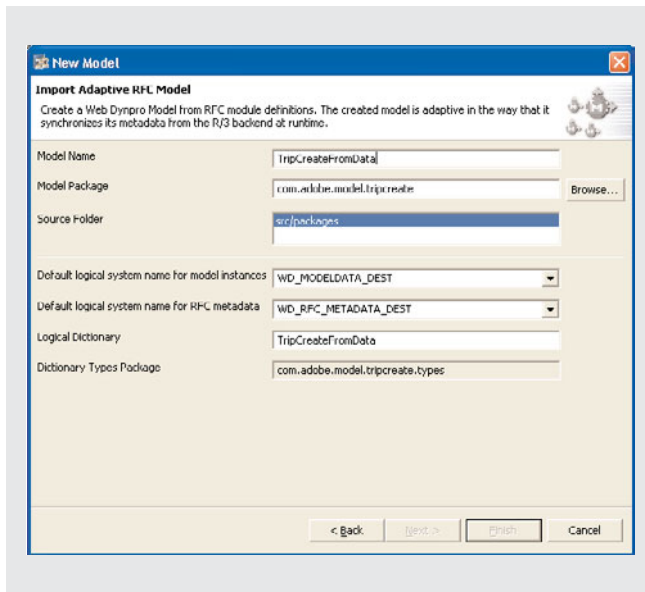 New Model
Import Adaptive RFC Model
Create a Web Dynpro Model from RFC module definitions. The created model is adaptive in the way that it
synchronizes its metadata from the R/3 backend at runtime.
Model Name
TripCreateFromData
Model Package
com.adobe.model.tripcreate
Browse...
Source Folder
src/packages
Default logical system name for model instances
WD_MODELDATA_DEST
Default logical system name for RFC metadata
WD_RFC_METADATA_DEST
Logical Dictionary
TripCreateFromData
Dictionary Types Package
com.adobe.model.tripcreate.types
< Back
Next >
Finish
Cancel